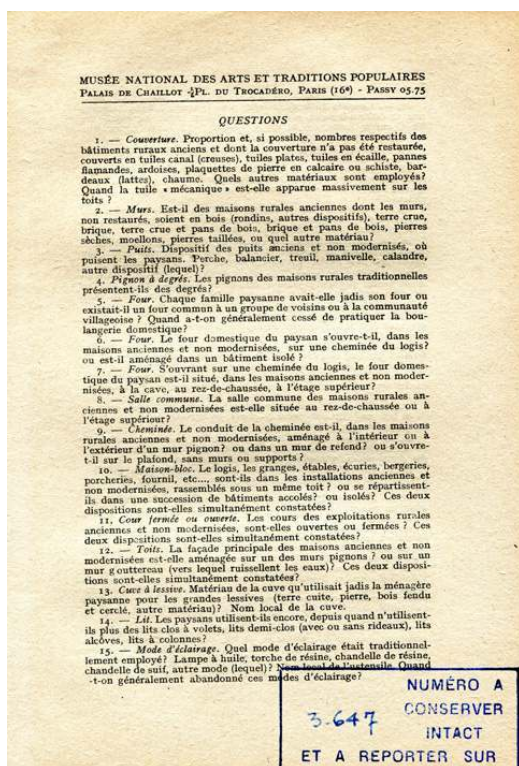 MUSÉE NATIONAL DES ARTS ET TRADITIONS POPULAIRES
PALAIS DE CHAILLOT - PL. DU TROCADÉRO, PARIS (16e) - PASSY 05.75
QUESTIONS
1. — Couverture. Proportion et, si possible, nombres respectifs des
bâtiments ruraux anciens et dont la couverture n'a pas été restaurée,
couverts en tuiles canal (creuses), tuiles plates, tuiles en écaille, pannes
flamandes, ardoises, plaquettes de pierre en calcaire ou schiste, bar-
deaux (lattes), chaume. Quels autres matériaux sont employés?
Quand la tuile « mécanique » est-elle apparue massivement sur les
toits ?
2. — Murs. Est-il des maisons rurales anciennes dont les murs,
non restaurés, soient en bois (rondins, autres dispositifs), terre crue,
brique, terre crue et pans de bois, brique et pans de bois, pierres
sèches, moellons, pierres taillées, ou quel autre matériau?
3. — Puits. Dispositif des puits anciens et non modernisés, où
puisent les paysans. Perche, balancier, treuil, manivelle, calandre,
autre dispositif (lequel)?
4. Pignon à degrés. Les pignons des maisons rurales traditionnelles
présentent-ils des degrés?
5. — Four. Chaque famille paysanne avait-elle jadis son four ou
existait-il un four commun à un groupe de voisins ou à la communauté
villageoise ? Quand a-t-on généralement cessé de pratiquer la bou-
langerie domestique?
6. — Four. Le four domestique du paysan s'ouvre-t-il, dans les
maisons anciennes et non modernisées, sur une cheminée du logis?
ou est-il aménagé dans un bâtiment isolé ?
7. — Four. S'ouvrant sur une cheminée du logis, le four domes-
tique du paysan est-il situé, dans les maisons anciennes et non moder-
nisées, à la cave, au rez-de-chaussée, à l'étage supérieur?
8. — Salle commune. La salle commune des maisons rurales an-
ciennes et non modernisées est-elle située au rez-de-chaussée ou à
l'étage supérieur?
9. — Cheminée. Le conduit de la cheminée est-il, dans les maisons
rurales anciennes et non modernisées, aménagé à l'intérieur ou à
l'extérieur d'un mur pignon? ou dans un mur de refend? ou s'ouvre-
t-il sur le plafond, sans murs ou supports ?
10. — Maison-bloc. Le logis, les granges, étables, écuries, bergeries,
porcheries, fournil, etc..., sont-ils dans les installations anciennes et
non modernisées, rassemblés sous un même toit ? ou se répartissent-
ils dans une succession de bâtiments accolés? ou isolés? Ces deux
dispositions sont-elles simultanément constatées?
11. Cour fermée ou ouverte. Les cours des exploitations rurales
anciennes et non modernisées, sont-elles ouvertes ou fermées ? Ces
deux dispositions sont-elles simultanément constatées?
12. — Toits. La façade principale des maisons anciennes et non
modernisées est-elle aménagée sur un des murs pignons ? ou sur un
mur gouttereau (vers lequel ruissellent les eaux)? Ces deux disposi-
tions sont-elles simultanément constatées?
13. Cuve à lessive. Matériau de la cuve qu'utilisait jadis la ménagère
paysanne pour les grandes lessives (terre cuite, pierre, bois fendu
et cerclé, autre matériau)? Nom local de la cuve.
14. — Lit. Les paysans utilisent-ils encore, depuis quand n'utilisent-
ils plus des lits clos à volets, lits demi-clos (avec ou sans rideaux), lits
alcôves, lits à colonnes?
15. — Mode d'éclairage. Quel mode d'éclairage était traditionnel-
lement employé? Lampe à huile; torche de résine, chandelle de résine,
chandelle de suif, autre mode (lequel)? Nom local de l'ustensile. Quand
-t-on généralement abandonné ces modes d'éclairage?
NUMÉRO A
3.647 CONSERVER
INTACT
ET A REPORTER SUR